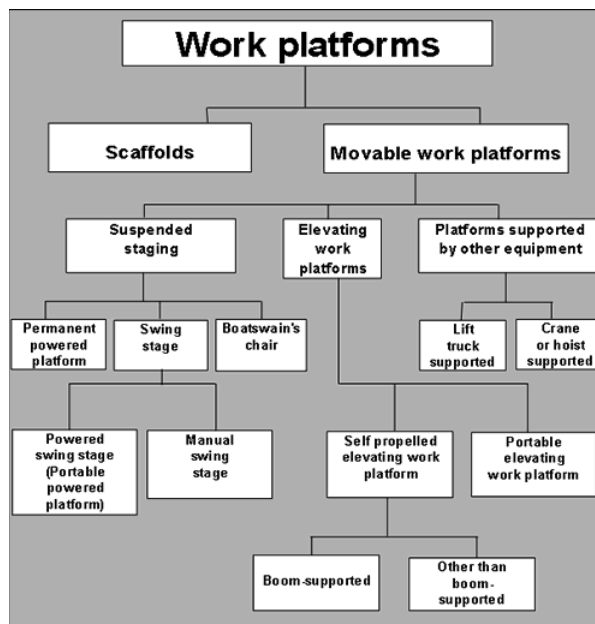 Work platforms
Scaffolds
Movable work platforms
Suspended
staging
Elevating
work
platforms
Platforms supported
by other equipment
Permanent
powered
platform
Swing
stage
Boatswain's
chair
Lift
truck
supported
Crane
or hoist
supported
Powered
swing stage
(Portable
powered
platform)
Manual
swing
stage
Self propelled
elevating work
platform
Portable
elevating
work platform
Boom-supported
Other than
boom-
supported